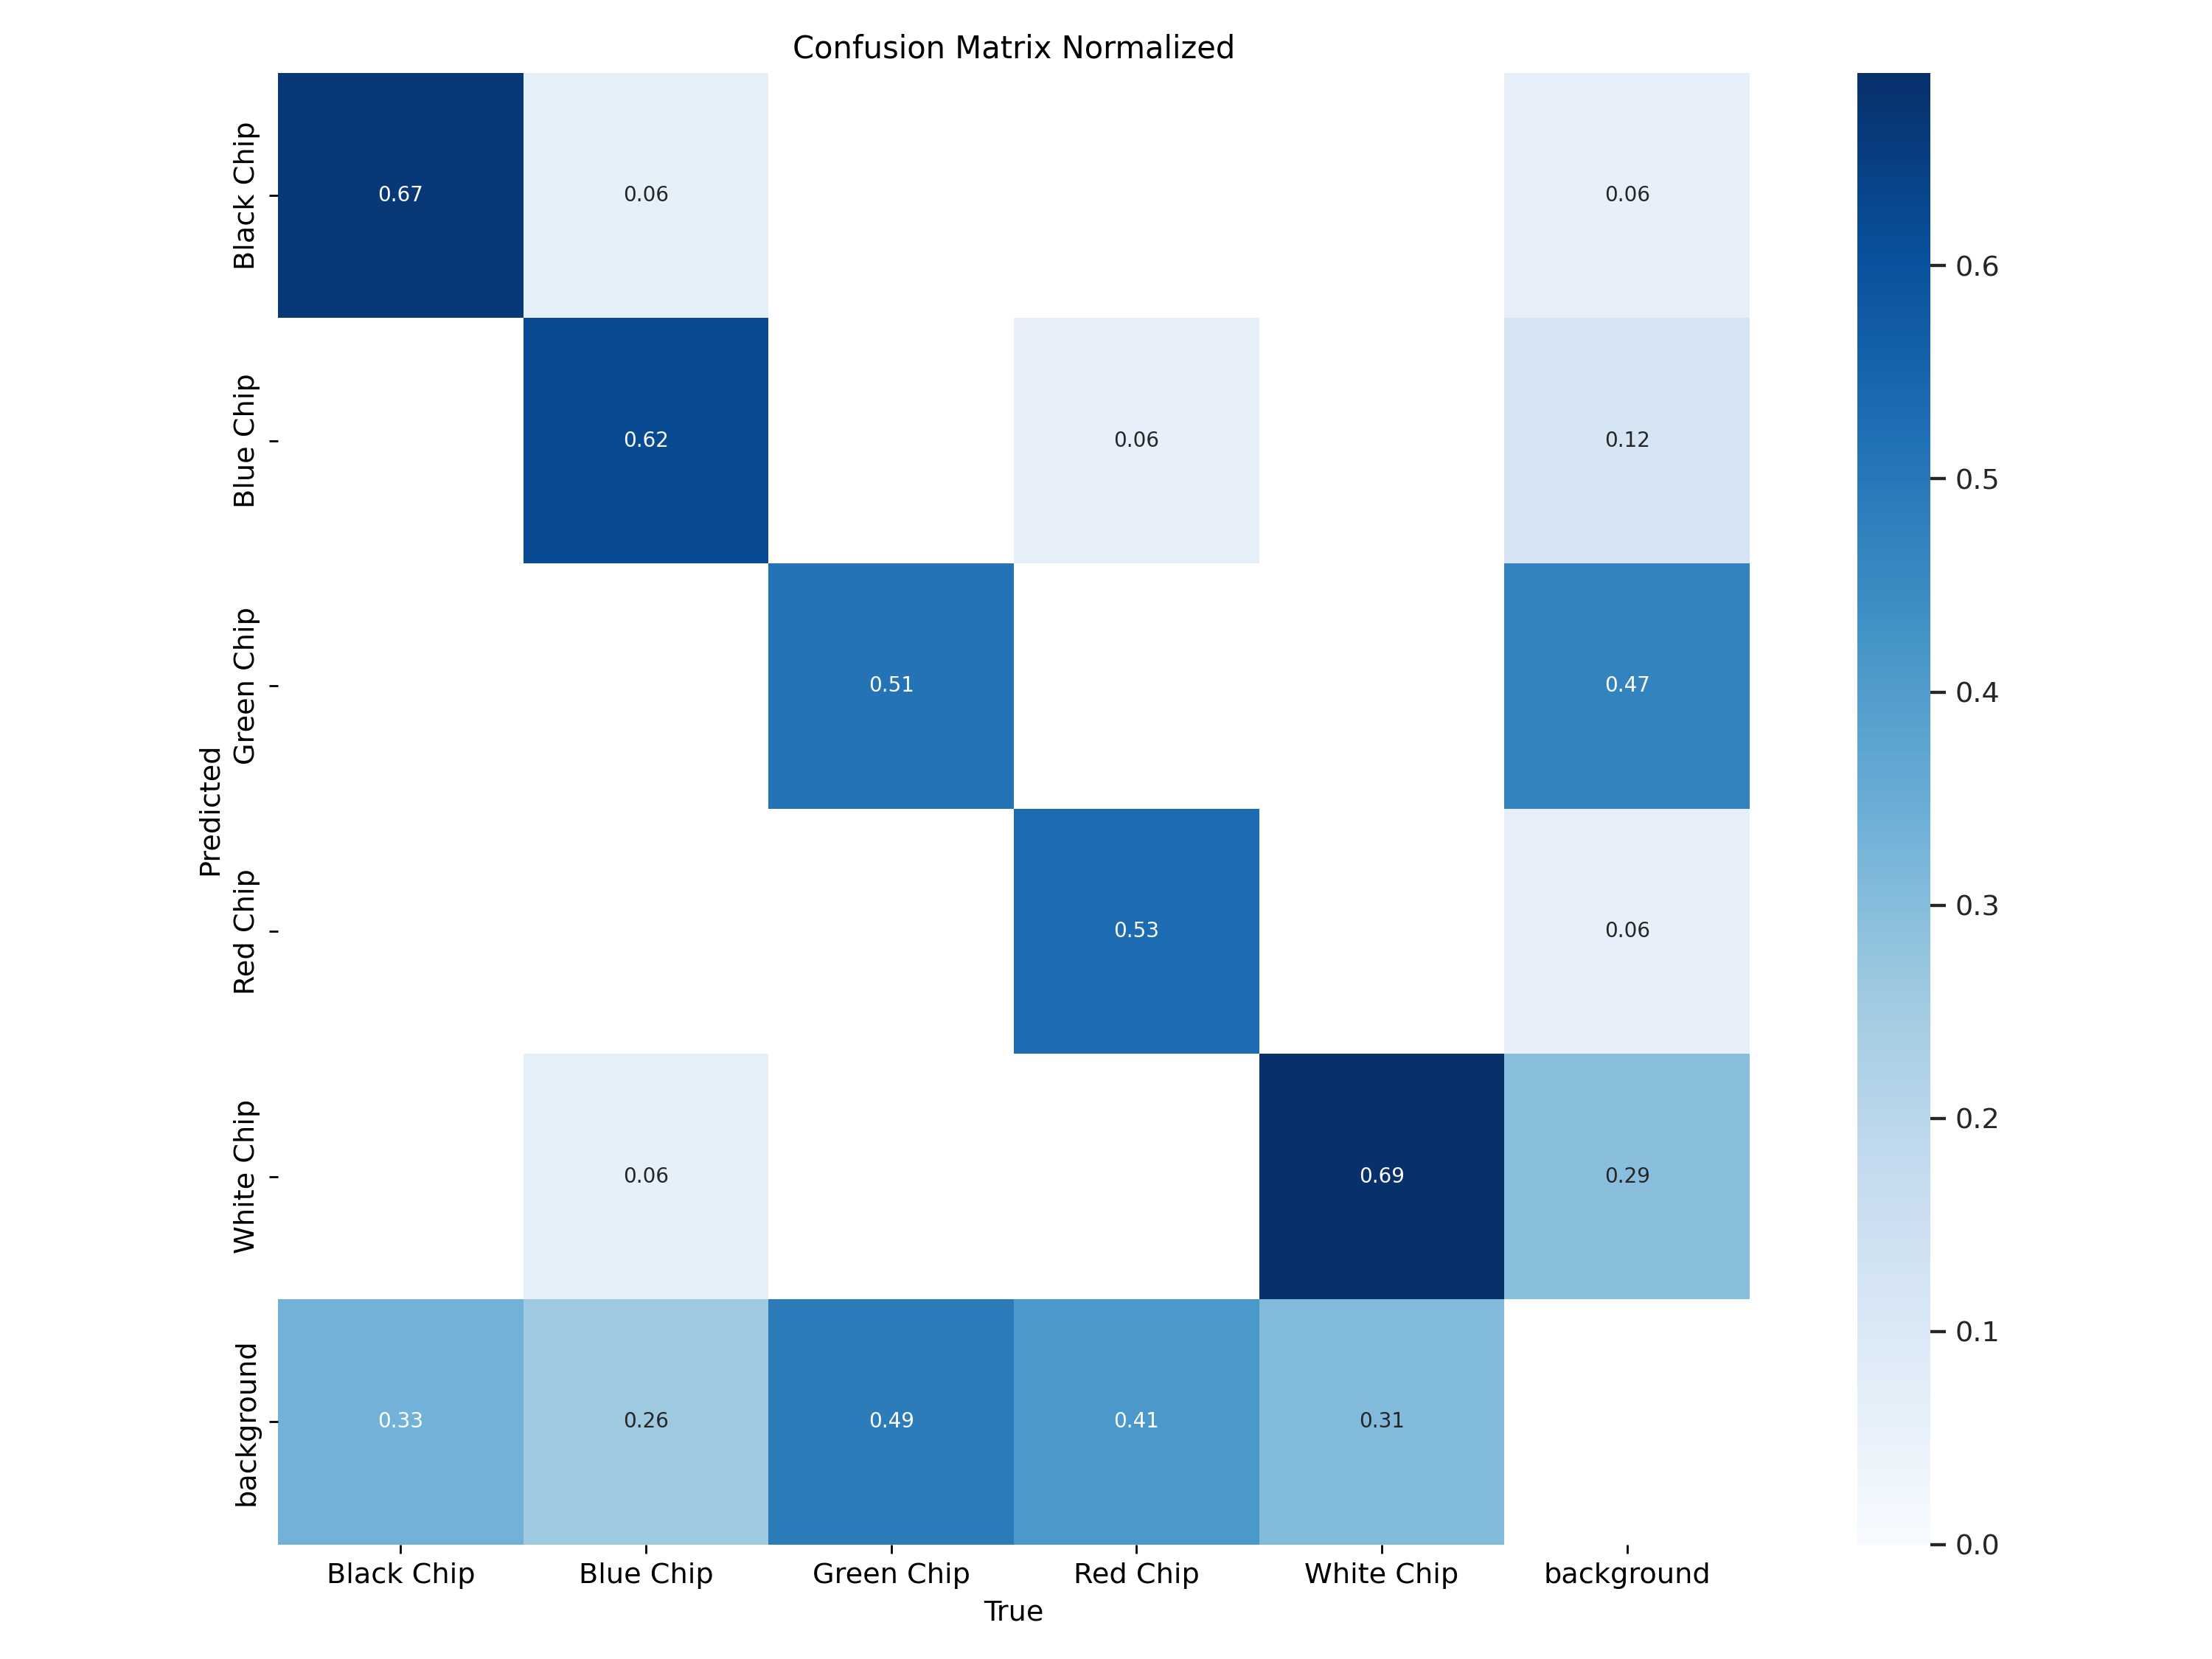 Confusion Matrix Normalized
Black Chip
0.67
0.06
0.06
0.6
Blue Chip
0.62
0.06
0.12
0.5
Green Chip
0.51
0.47
0.4
Predicted
Red Chip
0.53
0.06
0.3
White Chip
0.06
0.69
0.29
0.2
background
0.33
0.26
0.49
0.41
0.31
0.1
0.0
Black Chip Blue Chip Green Chip Red Chip White Chip background
True